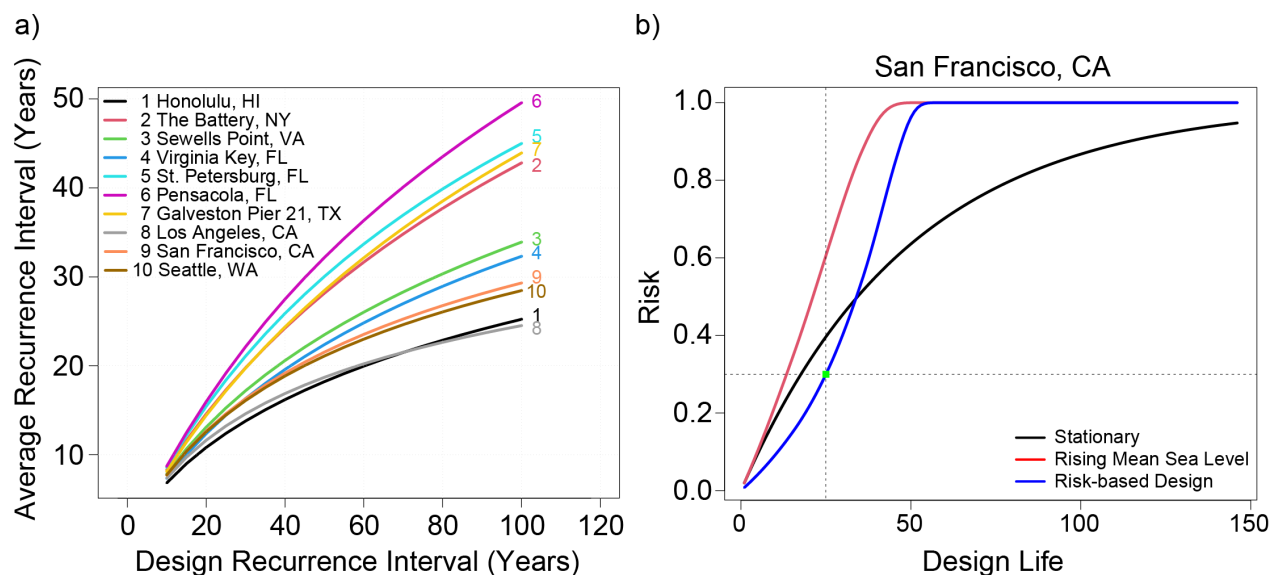 a)
Average Recurrence Interval (Years)
50
40
30
20
10
1 Honolulu, HI
2 The Battery, NY
3 Sewells Point, VA
4 Virginia Key, FL
5 St. Petersburg, FL
6 Pensacola, FL
7 Galveston Pier 21, TX
8 Los Angeles, CA
9 San Francisco, CA
10 Seattle, WA
6
5
7
2
3
4
9
10
1
8
0 20 40 60 80 100 120
Design Recurrence Interval (Years)
b)
San Francisco, CA
Risk
1.0
0.8
0.6
0.4
0.2
0.0
Stationary
Rising Mean Sea Level
Risk-based Design
0 50 100 150
Design Life